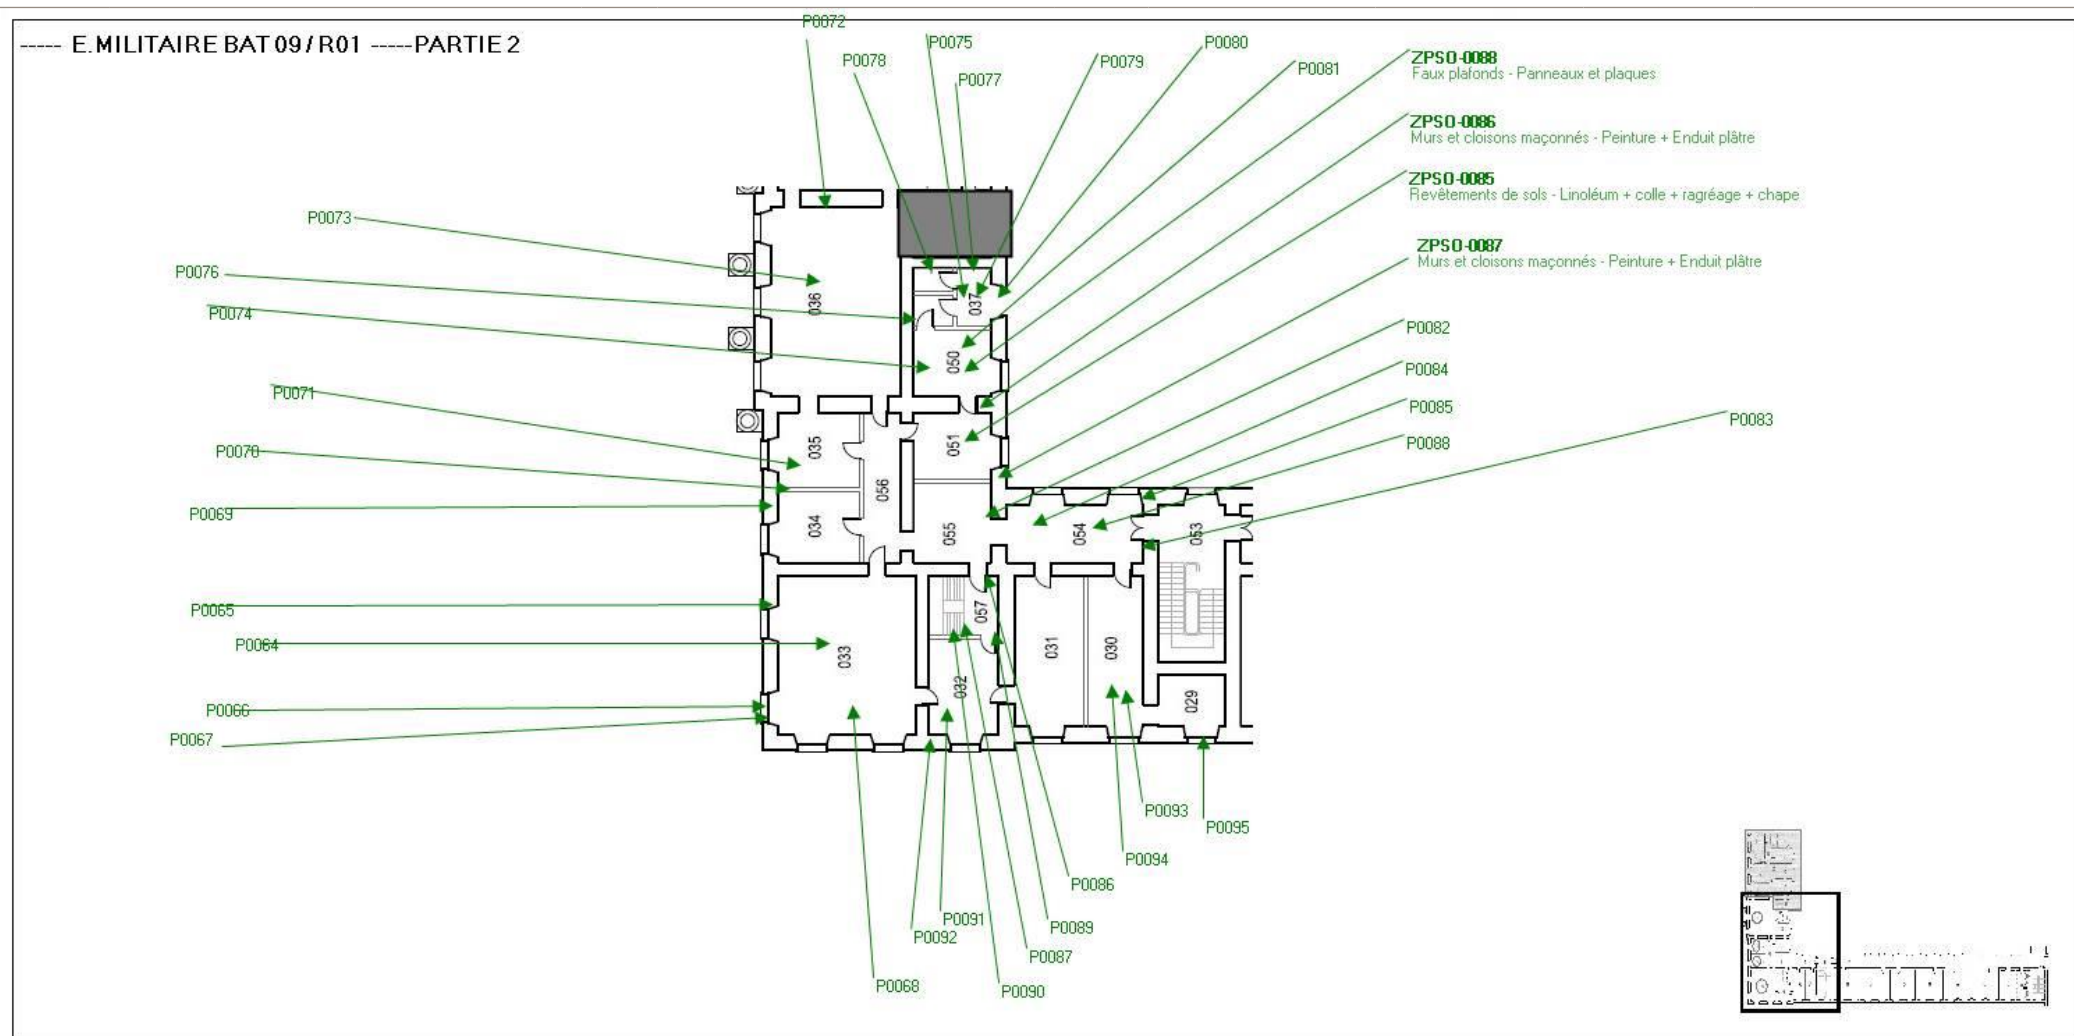 ----- E.MILITAIRE BAT 09 / R01 -----PARTIE 2
P0072
P0075
P0078
P0077
P0080
P0079
P0081
ZPSO-0088
Faux plafonds - Panneaux et plaques
ZPSO-0086
Murs et cloisons maçonnés - Peinture + Enduit plâtre
ZPSO-0085
Revêtements de sols - Linoléum + colle + ragréage + chape
ZPSO-0087
Murs et cloisons maçonnés - Peinture + Enduit plâtre
P0073
P0076
P0074
P0071
P0070
P0069
P0065
P0064
P0066
P0067
036
037
050
035
051
056
034
055
054
053
033
057
032
031
030
029
P0082
P0084
P0085
P0088
P0083
P0093
P0095
P0094
P0086
P0091
P0089
P0092
P0087
P0068
P0090